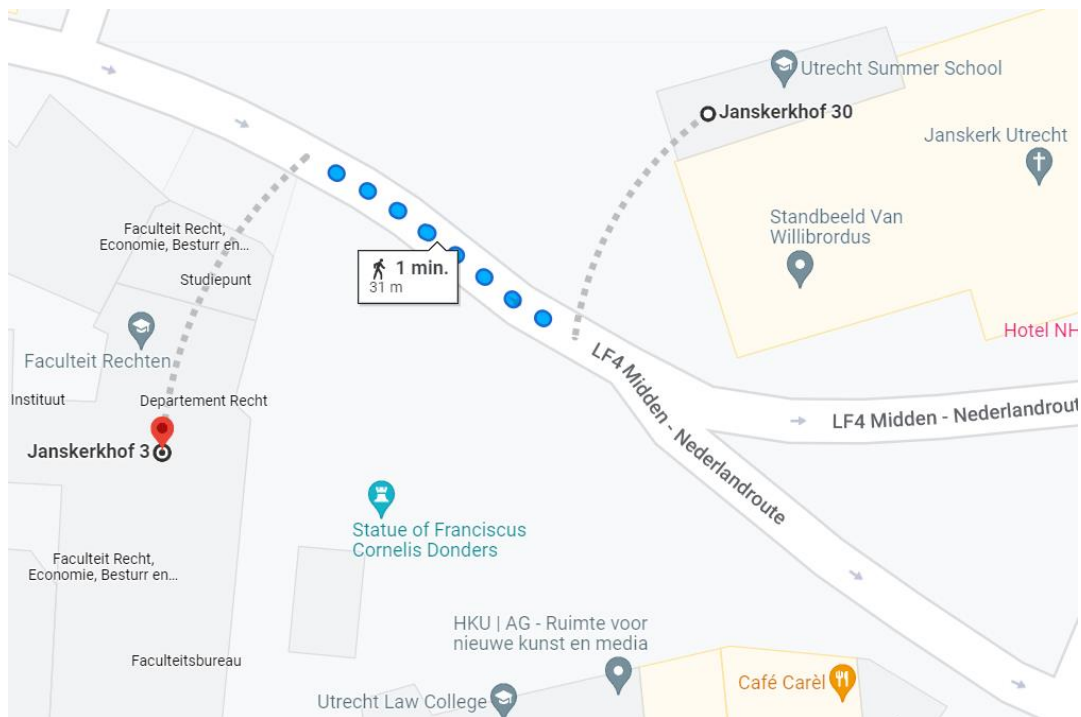 Utrecht Summer School
Janskerkhof 30
Janskerk Utrecht
Standbeeld Van
Willibrordus
Faculteit Recht,
Economie, Besturr en...
Studiepunt
1 min.
31 m
Hotel NH
Faculteit Rechten
Instituut
Departement Recht
LF4 Midden - Nederlandroute
LF4 Midden - Nederlandrout
Janskerkhof 3
Statue of Franciscus
Cornelis Donders
Faculteit Recht,
Economie, Besturr en...
HKU | AG - Ruimte voor
nieuwe kunst en media
Faculteitsbureau
Café Carèl
Utrecht Law College